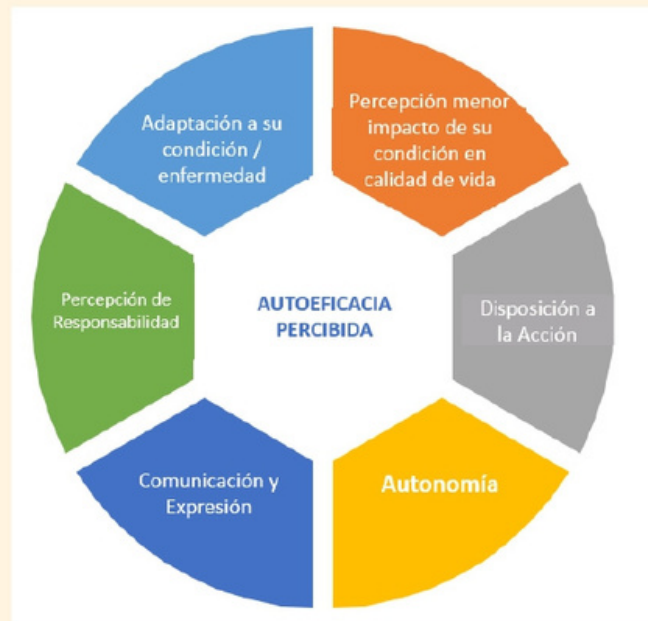 Adaptación a su
condición /
enfermedad
Percepción menor
impacto de su
condición en
calidad de vida
Percepción de
Responsabilidad
AUTOEFICACIA
PERCIBIDA
Disposición a
la Acción
Comunicación y
Expresión
Autonomía